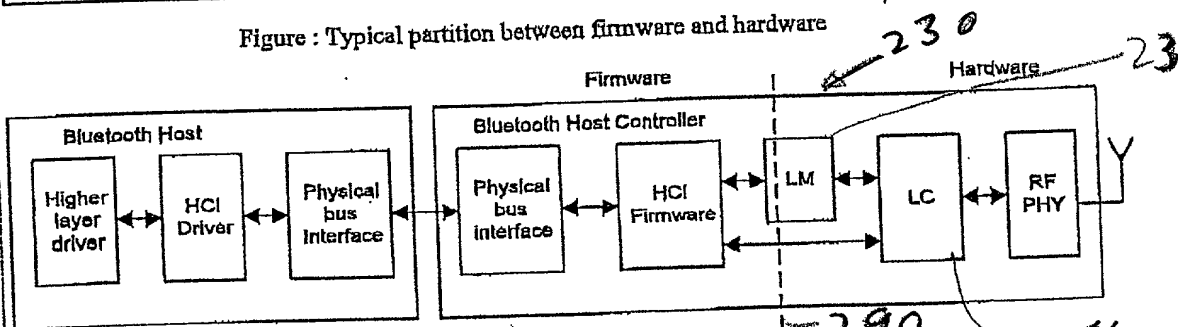 Figure : Typical partition between firmware and hardware
230
Firmware
Hardware
23
Bluetooth Host
Bluetooth Host Controller
Higher
layer
driver
HCI
Driver
Physical
bus
Interface
Physical
bus
interface
HCI
Firmware
LM
LC
RF
PHY
290